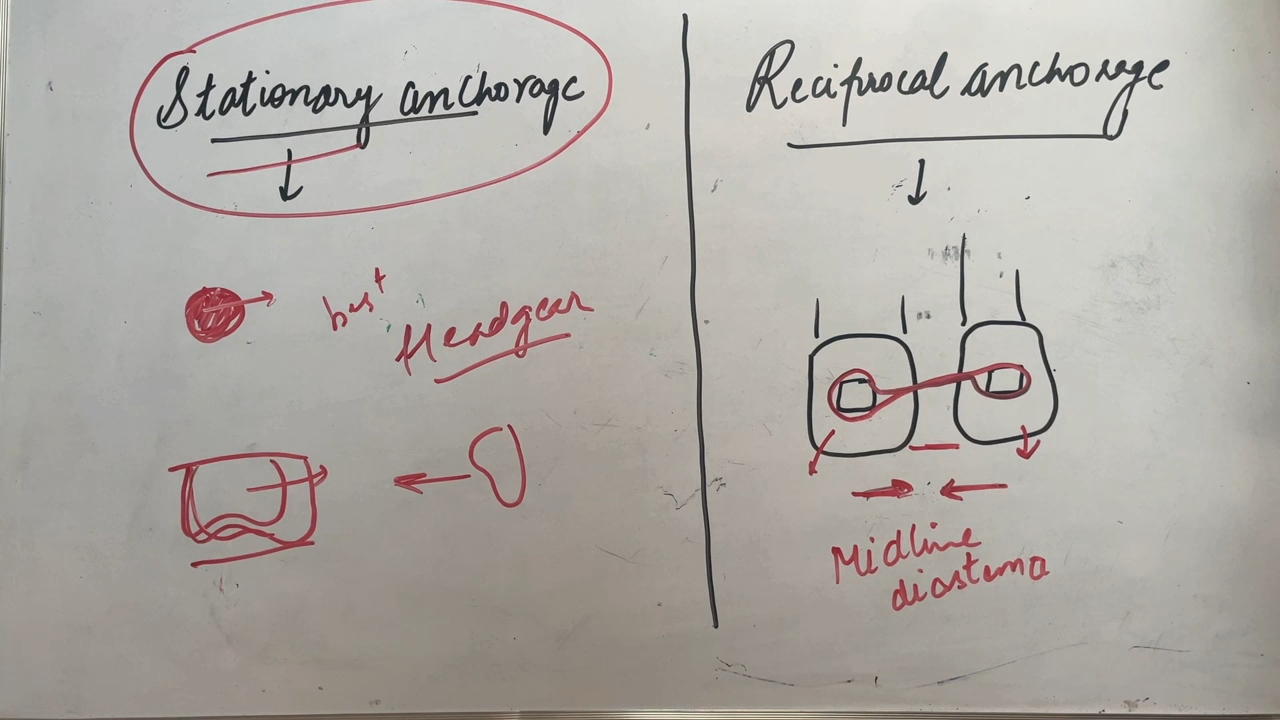 Stationary anchorage
Reciprocal anchorage
best
Headgear
Midline
diastema